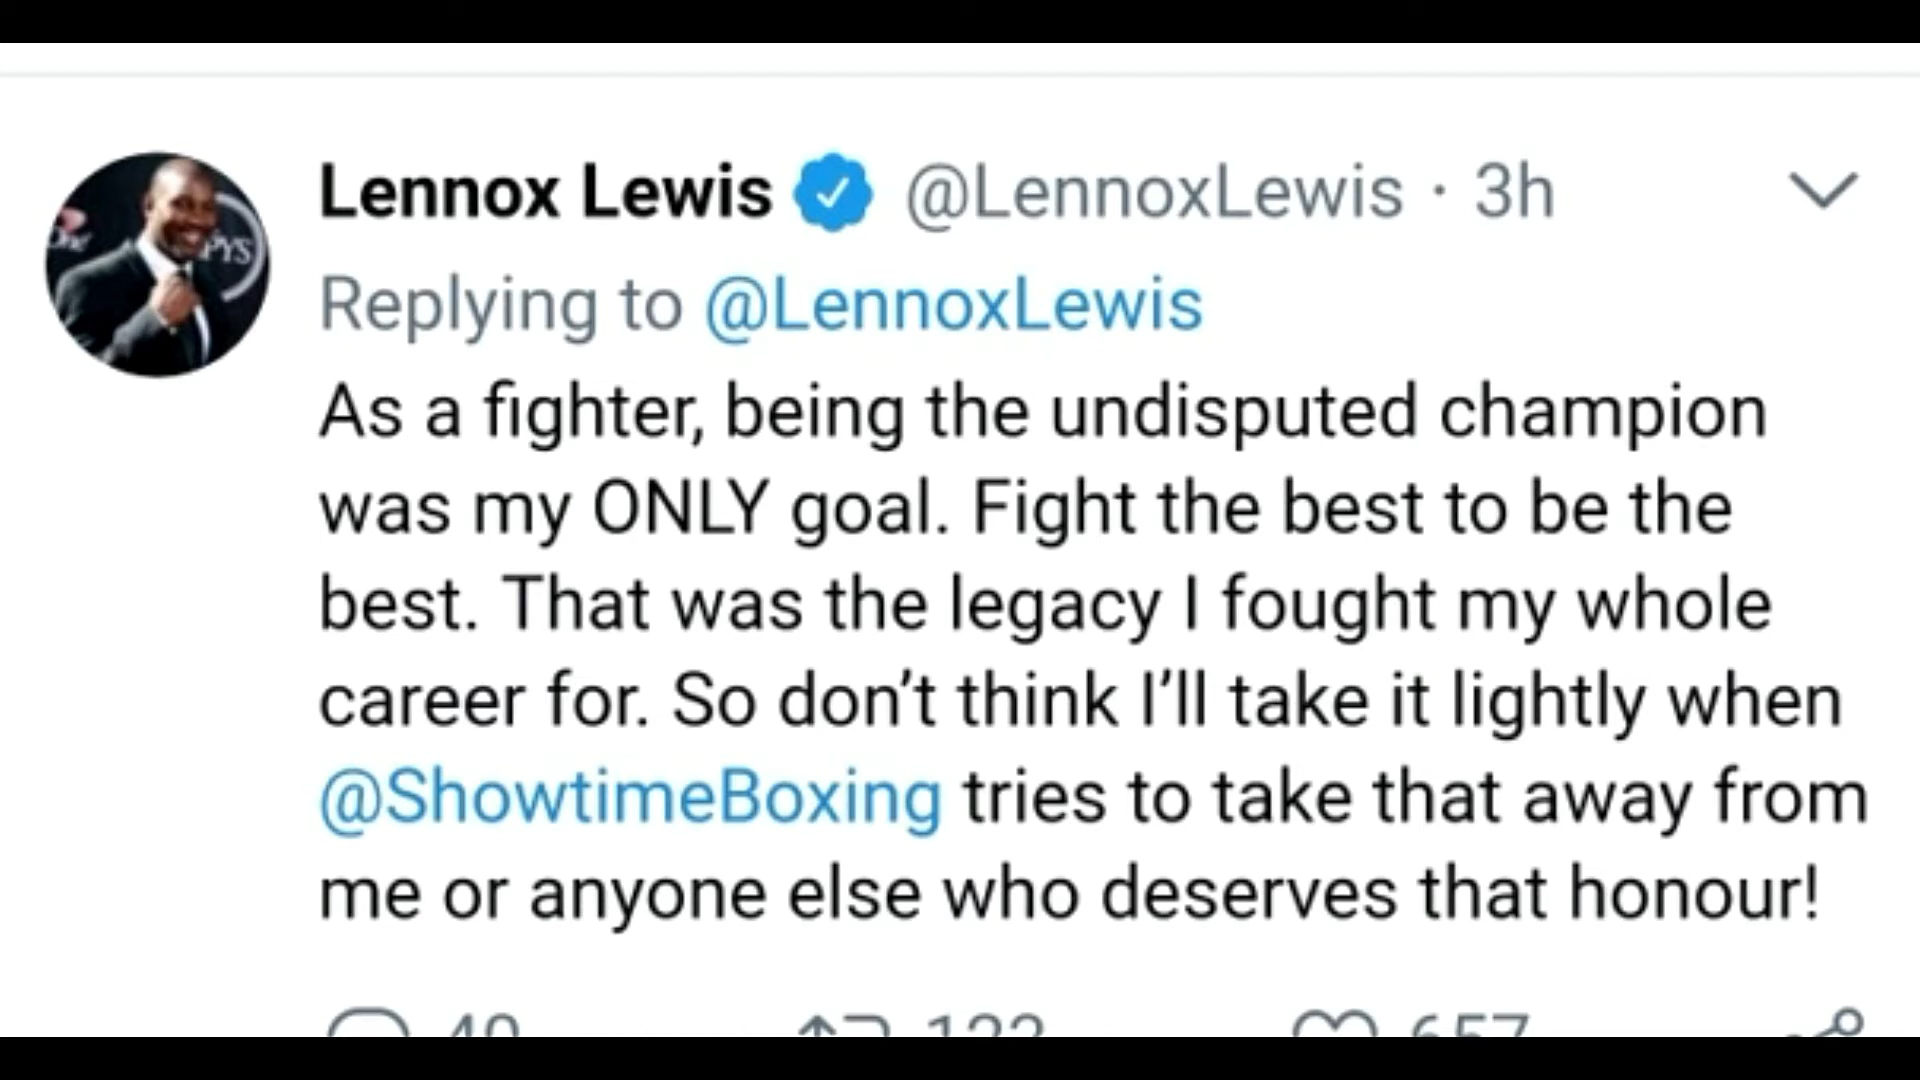 Lennox Lewis @LennoxLewis · 3h
Replying to @LennoxLewis
As a fighter, being the undisputed champion
was my ONLY goal. Fight the best to be the
best. That was the legacy I fought my whole
career for. So don’t think I’ll take it lightly when
@ShowtimeBoxing tries to take that away from
me or anyone else who deserves that honour!